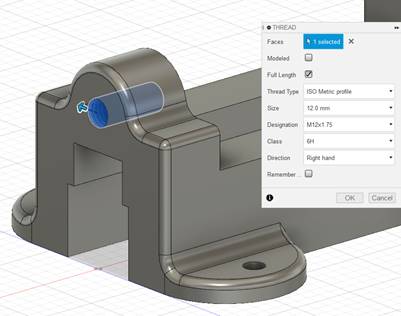 THREAD
Faces 1 selected
Modeled
Full Length
Thread Type ISO Metric profile
Size 12.0 mm
Designation M12x1.75
Class 6H
Direction Right hand
Remember ...
OK Cancel